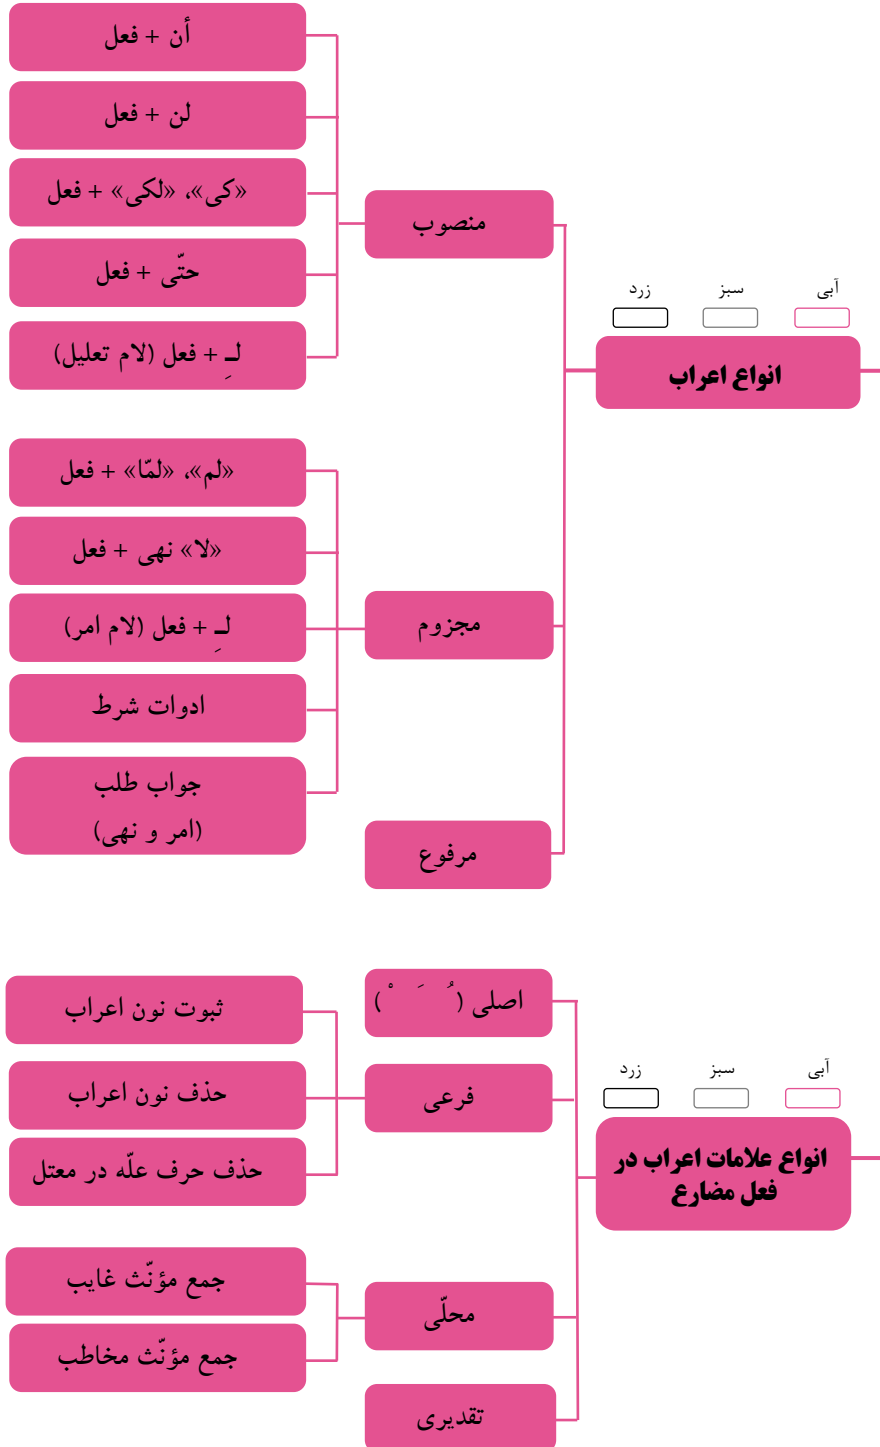 آبی سبز زرد
انواع اعراب
منصوب
أن + فعل
لن + فعل
«کی»، «لکی» + فعل
حتّی + فعل
لـِ + فعل (لام تعلیل)
مجزوم
«لم»، «لمّا» + فعل
«لا» نهی + فعل
لـِ + فعل (لام امر)
ادوات شرط
جواب طلب
(امر و نهی)
مرفوع
آبی سبز زرد
انواع علامات اعراب در
فعل مضارع
اصلی (ـُ ـَ ـْ)
فرعی
ثبوت نون اعراب
حذف نون اعراب
حذف حرف علّه در معتل
محلّی
جمع مؤنّث غایب
جمع مؤنّث مخاطب
تقدیری